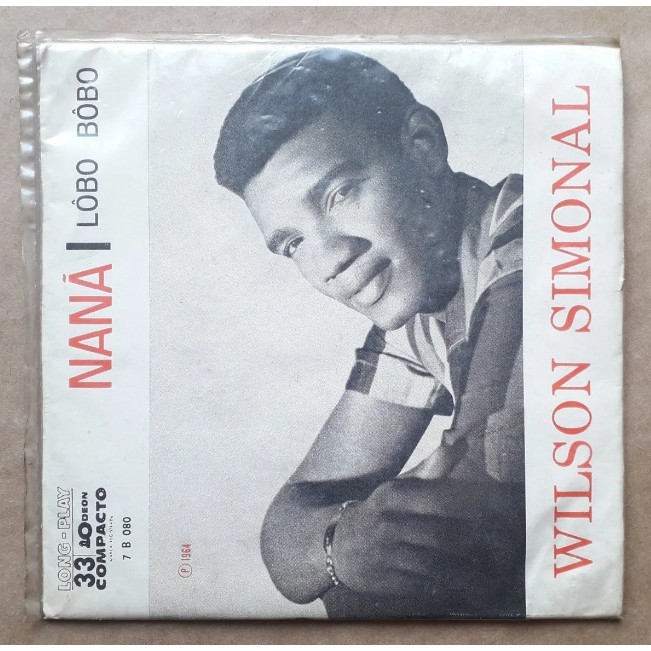 NANÃ | LÔBO BÔBO
LONG-PLAY
33 ODEON
COMPACTO
7 B 080
Ⓟ 1964
WILSON SIMONAL